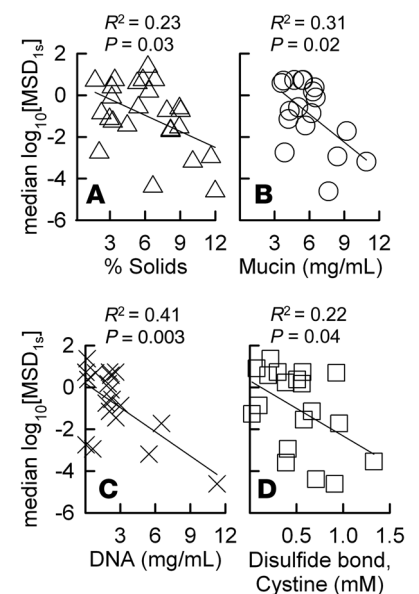 R² = 0.23
P = 0.03
R² = 0.31
P = 0.02
median log₁₀[MSD₁ₛ]
2
0
-2
-4
-6
A
B
3 6 9 12
3 6 9 12
% Solids
Mucin (mg/mL)
R² = 0.41
P = 0.003
R² = 0.22
P = 0.04
median log₁₀[MSD₁ₛ]
2
0
-2
-4
-6
C
D
3 6 9 12
0.5 1.0 1.5
DNA (mg/mL)
Disulfide bond,
Cystine (mM)